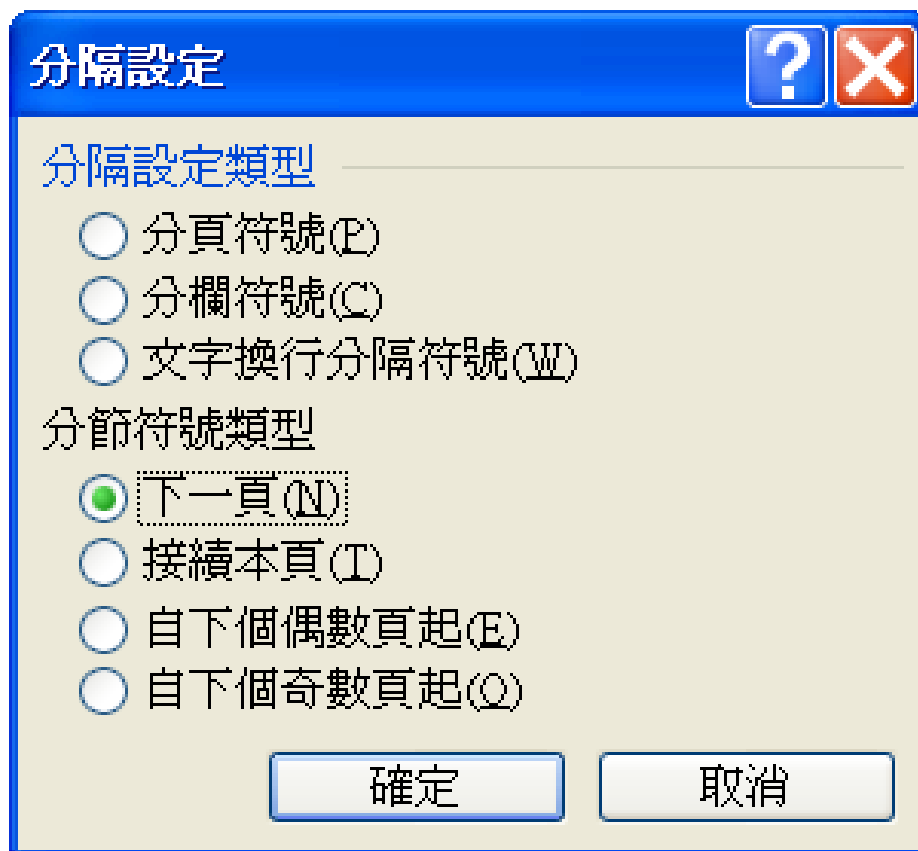 分隔設定
分隔設定類型
分頁符號(P)
分欄符號(C)
文字換行分隔符號(W)
分節符號類型
下一頁(N)
接續本頁(T)
自下個偶數頁起(E)
自下個奇數頁起(O)
確定 取消